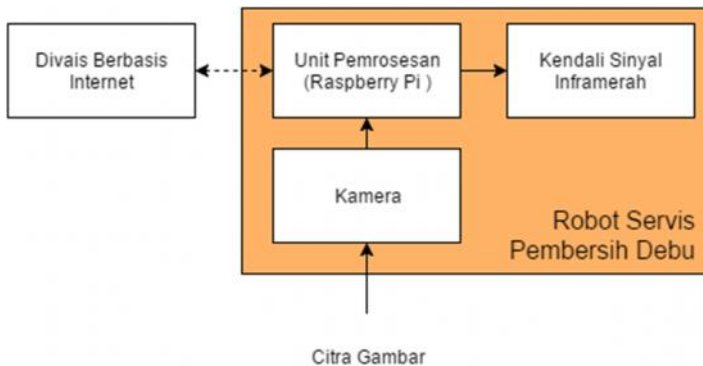 Divais Berbasis
Internet
Unit Pemrosesan
(Raspberry Pi )
Kendali Sinyal
Inframerah
Kamera
Robot Servis
Pembersih Debu
Citra Gambar